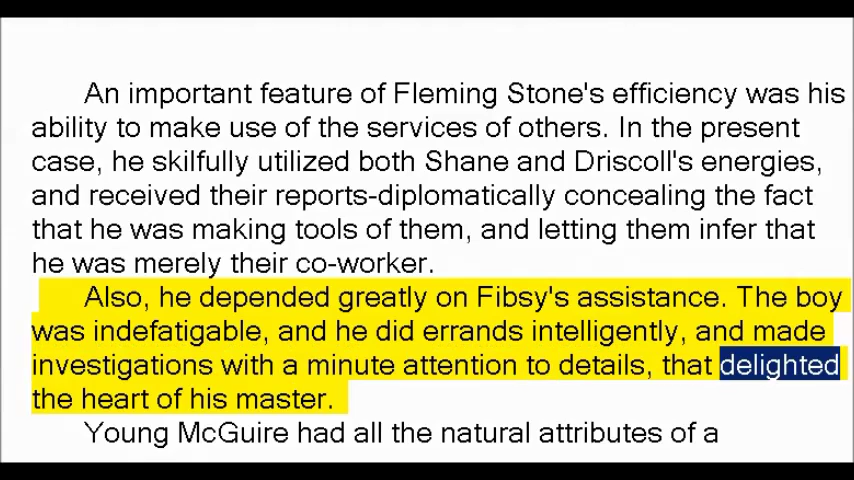 An important feature of Fleming Stone's efficiency was his
ability to make use of the services of others. In the present
case, he skilfully utilized both Shane and Driscoll's energies,
and received their reports-diplomatically concealing the fact
that he was making tools of them, and letting them infer that
he was merely their co-worker.
Also, he depended greatly on Fibsy's assistance. The boy
was indefatigable, and he did errands intelligently, and made
investigations with a minute attention to details, that delighted
the heart of his master.
Young McGuire had all the natural attributes of a